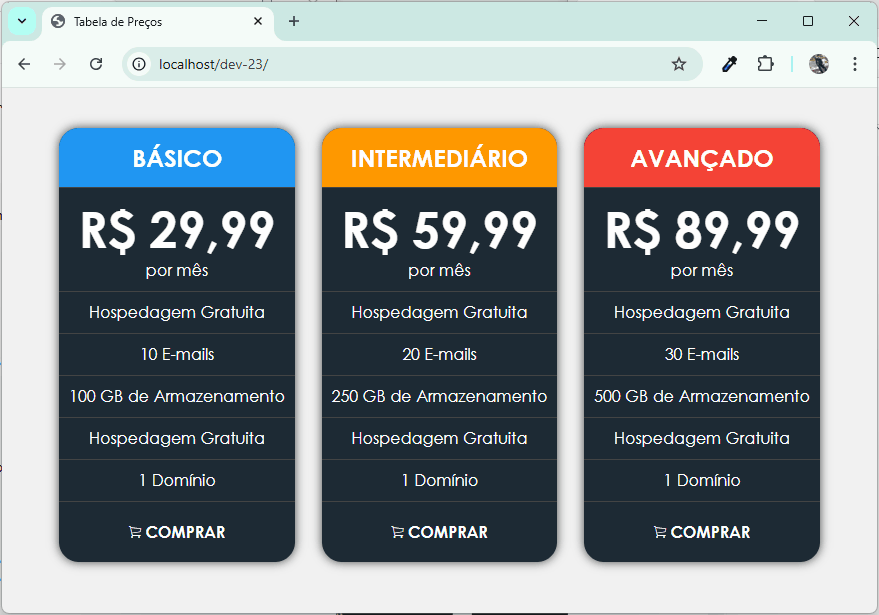 Tabela de Preços
localhost/dev-23/
BÁSICO
R$ 29,99
por mês
Hospedagem Gratuita
10 E-mails
100 GB de Armazenamento
Hospedagem Gratuita
1 Domínio
COMPRAR
INTERMEDIÁRIO
R$ 59,99
por mês
Hospedagem Gratuita
20 E-mails
250 GB de Armazenamento
Hospedagem Gratuita
1 Domínio
COMPRAR
AVANÇADO
R$ 89,99
por mês
Hospedagem Gratuita
30 E-mails
500 GB de Armazenamento
Hospedagem Gratuita
1 Domínio
COMPRAR